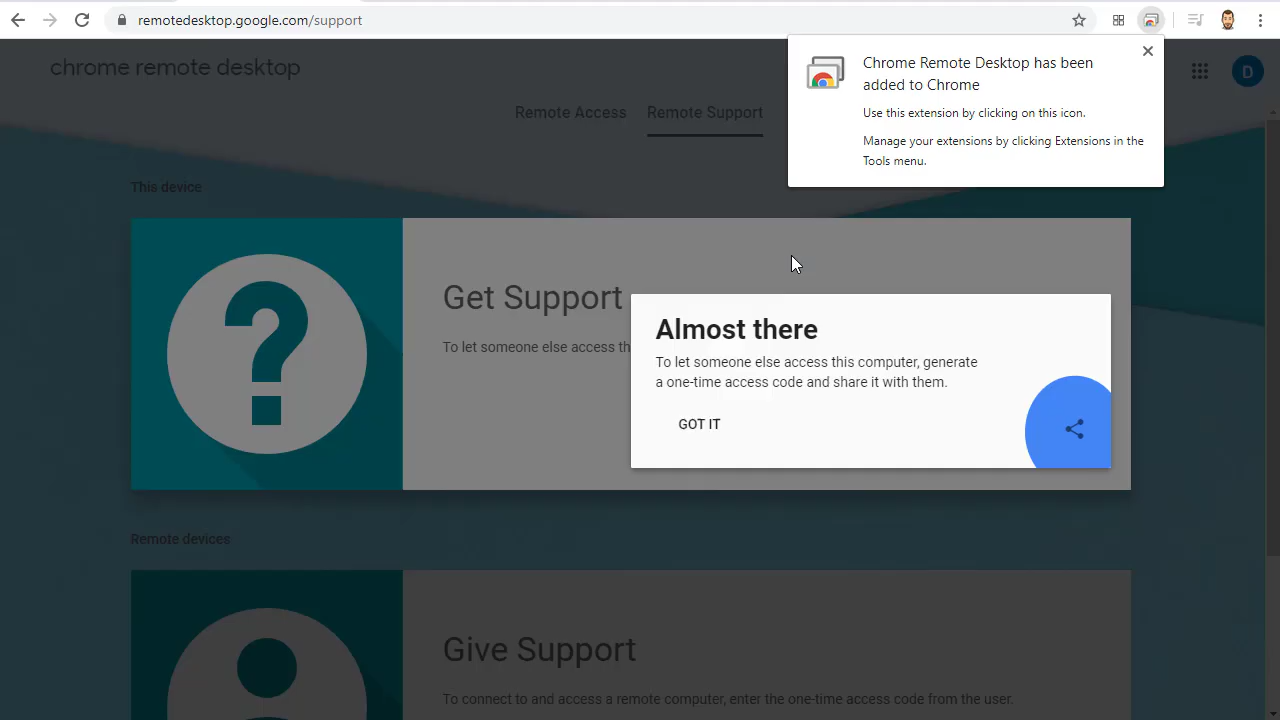 remotedesktop.google.com/support
Chrome Remote Desktop has been
added to Chrome
Use this extension by clicking on this icon.
Manage your extensions by clicking Extensions in the
Tools menu.
chrome remote desktop
D
Remote Access
Remote Support
This device
Get Support
To let someone else access th
Almost there
To let someone else access this computer, generate
a one-time access code and share it with them.
GOT IT
Remote devices
Give Support
To connect to and access a remote computer, enter the one-time access code from the user.